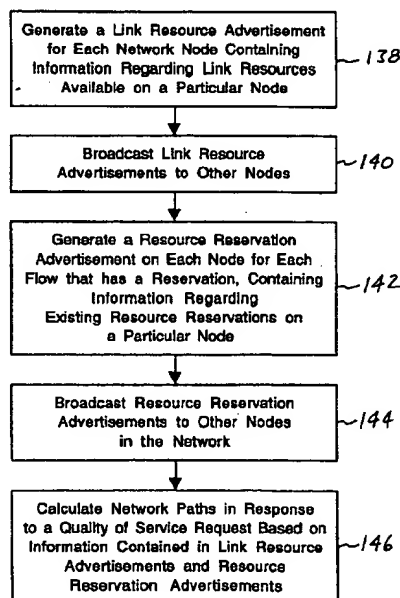 Generate a Link Resource Advertisement
for Each Network Node Containing
Information Regarding Link Resources
Available on a Particular Node
138
Broadcast Link Resource
Advertisements to Other Nodes
140
Generate a Resource Reservation
Advertisement on Each Node for Each
Flow that has a Reservation, Containing
Information Regarding
Existing Resource Reservations on
a Particular Node
142
Broadcast Resource Reservation
Advertisements to Other Nodes
in the Network
144
Calculate Network Paths in Response
to a Quality of Service Request Based on
Information Contained in Link Resource
Advertisements and Resource
Reservation Advertisements
146